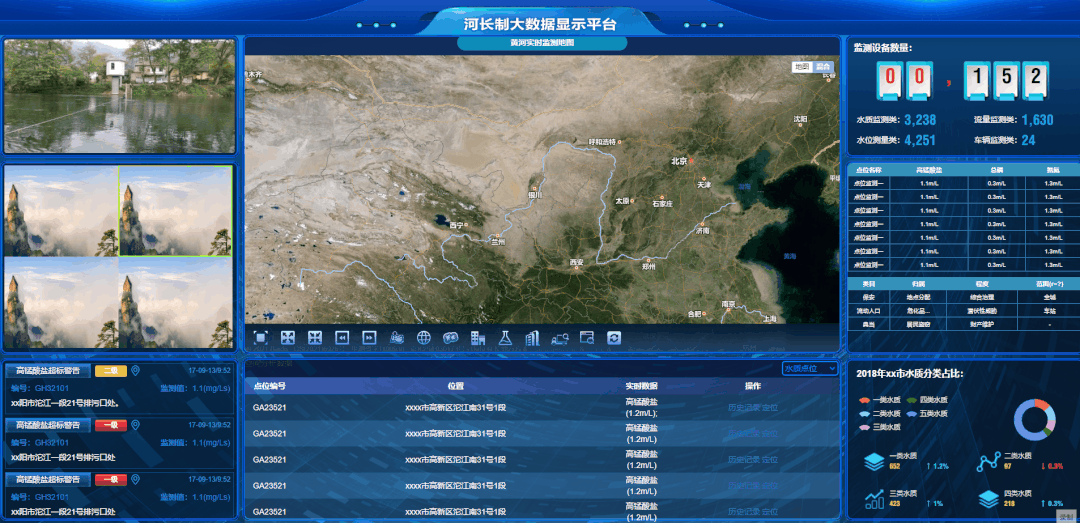 河长制大数据显示平台
黄河实时监测地图
地图 混合
沈阳
呼和浩特
北京
天津
银川
太原
石家庄
渤海
西宁
兰州
济南
西安
郑州
黄海
南京
合肥
上海
监测设备数量:
00,152
水质监测类: 3,238 流量监测类: 1,630
水位测量类: 4,251 车辆监测类: 24
点位名称 高锰酸盐 总磷 氨氮
点位监测一 1.1m/L 0.3m/L 1.3m/L
点位监测一 1.1m/L 0.3m/L 1.3m/L
点位监测一 1.1m/L 0.3m/L 1.3m/L
点位监测一 1.1m/L 0.3m/L 1.3m/L
点位监测一 1.1m/L 0.3m/L 1.3m/L
点位监测一 1.1m/L 0.3m/L 1.3m/L
点位监测一 1.1m/L 0.3m/L 1.3m/L
类目 归属 程度 范围(r=?)
保安 地点分配 综合治理 全城
流动人口 危化品... 潜伏性威胁 车站
典当 居民盗窃 财产维护 -
高锰酸盐超标警告 二级 17-09-13/9:52
编号: GH32101 监测值: 1.1(mg/Ls)
xx阳市沱江一段21号排污口处。
高锰酸盐超标警告 一级 17-09-13/9:52
编号: GH32101 监测值: 1.1(mg/Ls)
xx阳市沱江一段21号排污口处
高锰酸盐超标警告 一级 17-09-13/9:52
编号: GH32101 监测值: 1.1(mg/Ls)
xx阳市沱江一段21号排污口处
水质点位
点位编号 位置 实时数据 操作
GA23521 xxxx市高新区沱江南31号1段 高锰酸盐 (1.2m/L); 历史记录 定位
GA23521 xxxx市高新区沱江南31号1段 高锰酸盐 (1.2m/L) 历史记录 定位
GA23521 xxxx市高新区沱江南31号1段 高锰酸盐 (1.2m/L) 历史记录 定位
GA23521 xxxx市高新区沱江南31号1段 高锰酸盐 (1.2m/L) 历史记录 定位
GA23521 xxxx市高新区沱江南31号1段 高锰酸盐 (1.2m/L) 历史记录 定位
2018年xx市水质分类占比:
一类水质 四类水质
二类水质 五类水质
三类水质
一类水质 652 ↑ 1.2%
二类水质 97 ↓ 0.3%
三类水质 423 ↑ 1%
四类水质 218 ↑ 0.3%